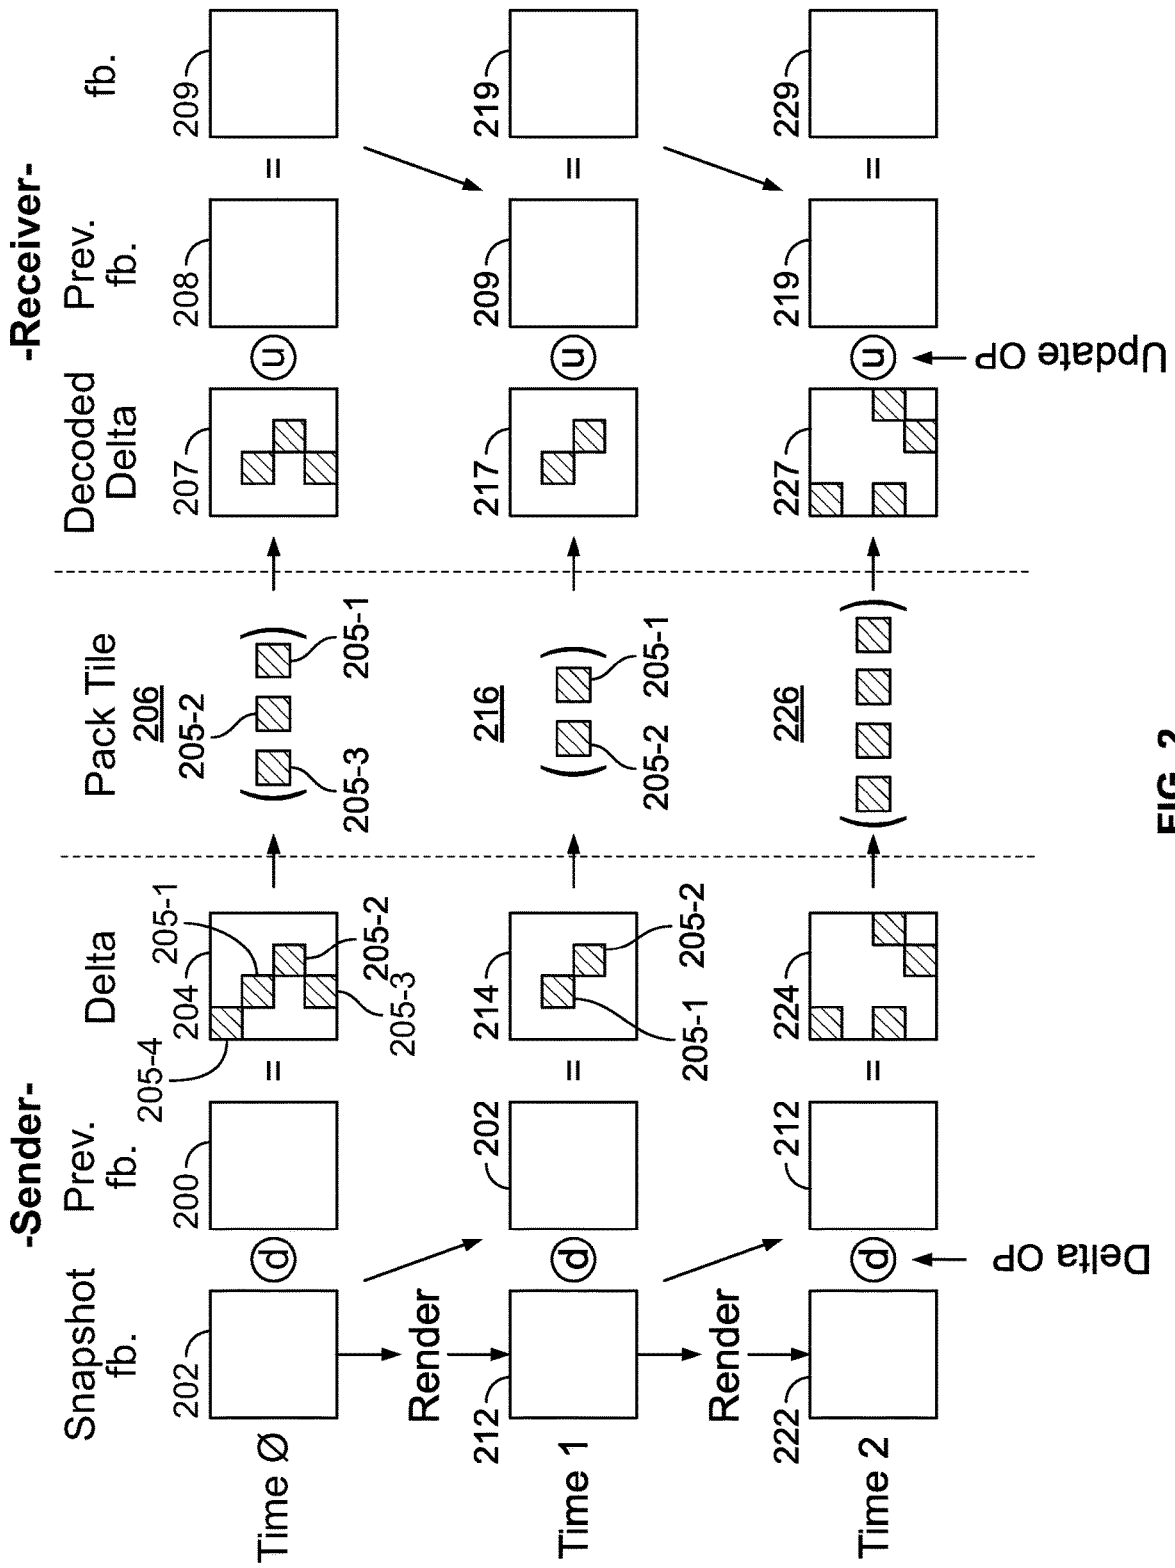 -Sender-
-Receiver-
Snapshot fb.
Prev. fb.
Delta
Pack Tile
Decoded Delta
Prev. fb.
fb.
Time Ø
202
d
200
=
204
205-1
205-2
205-3
205-4
206
205-3
205-2
205-1
207
u
208
=
209
Render
Time 1
212
d
202
=
214
205-1
205-2
216
205-2
205-1
217
u
209
=
219
Render
Time 2
222
d
212
=
224
226
227
u
219
=
229
Delta OP
Update OP
FIG. 2